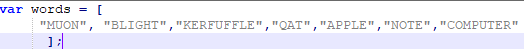 var words = [
"MUON", "BLIGHT","KERFUFFLE","QAT","APPLE","NOTE","COMPUTER"
];